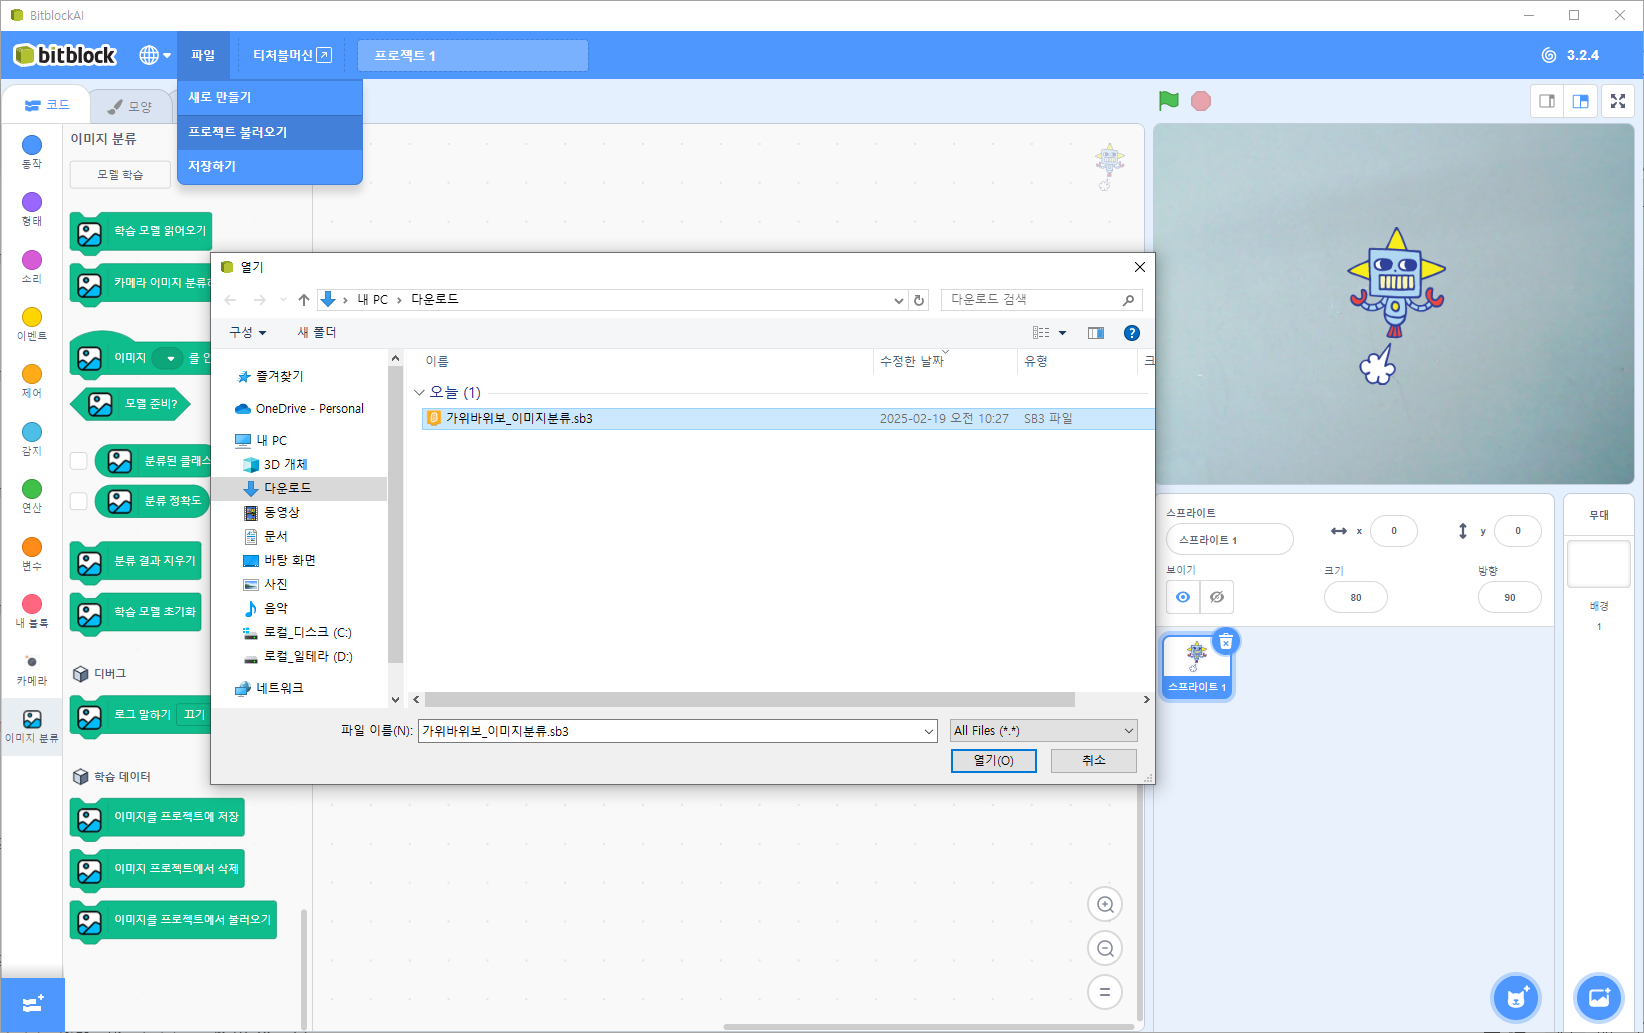 BitblockAI
bitblock
파일
티처블머신
프로젝트 1
3.2.4
새로 만들기
프로젝트 불러오기
저장하기
코드
모양
동작
형태
소리
이벤트
제어
감지
연산
변수
내 블록
카메라
이미지 분류
이미지 분류
모델 학습
학습 모델 읽어오기
카메라 이미지 분류
이미지
를
모델 준비?
분류된 클래스
분류 정확도
분류 결과 지우기
학습 모델 초기화
디버그
로그 말하기 끄기
학습 데이터
이미지를 프로젝트에 저장
이미지 프로젝트에서 삭제
이미지를 프로젝트에서 불러오기
열기
내 PC > 다운로드
다운로드 검색
구성
새 폴더
즐겨찾기
OneDrive - Personal
내 PC
3D 개체
다운로드
동영상
문서
바탕 화면
사진
음악
로컬_디스크 (C:)
로컬_일테라 (D:)
네트워크
이름
수정한 날짜
유형
크
오늘 (1)
가위바위보_이미지분류.sb3
2025-02-19 오전 10:27
SB3 파일
파일 이름(N):
가위바위보_이미지분류.sb3
All Files (*.*)
열기(O)
취소
스프라이트
스프라이트 1
x
0
y
0
보이기
크기
80
방향
90
스프라이트 1
무대
배경
1